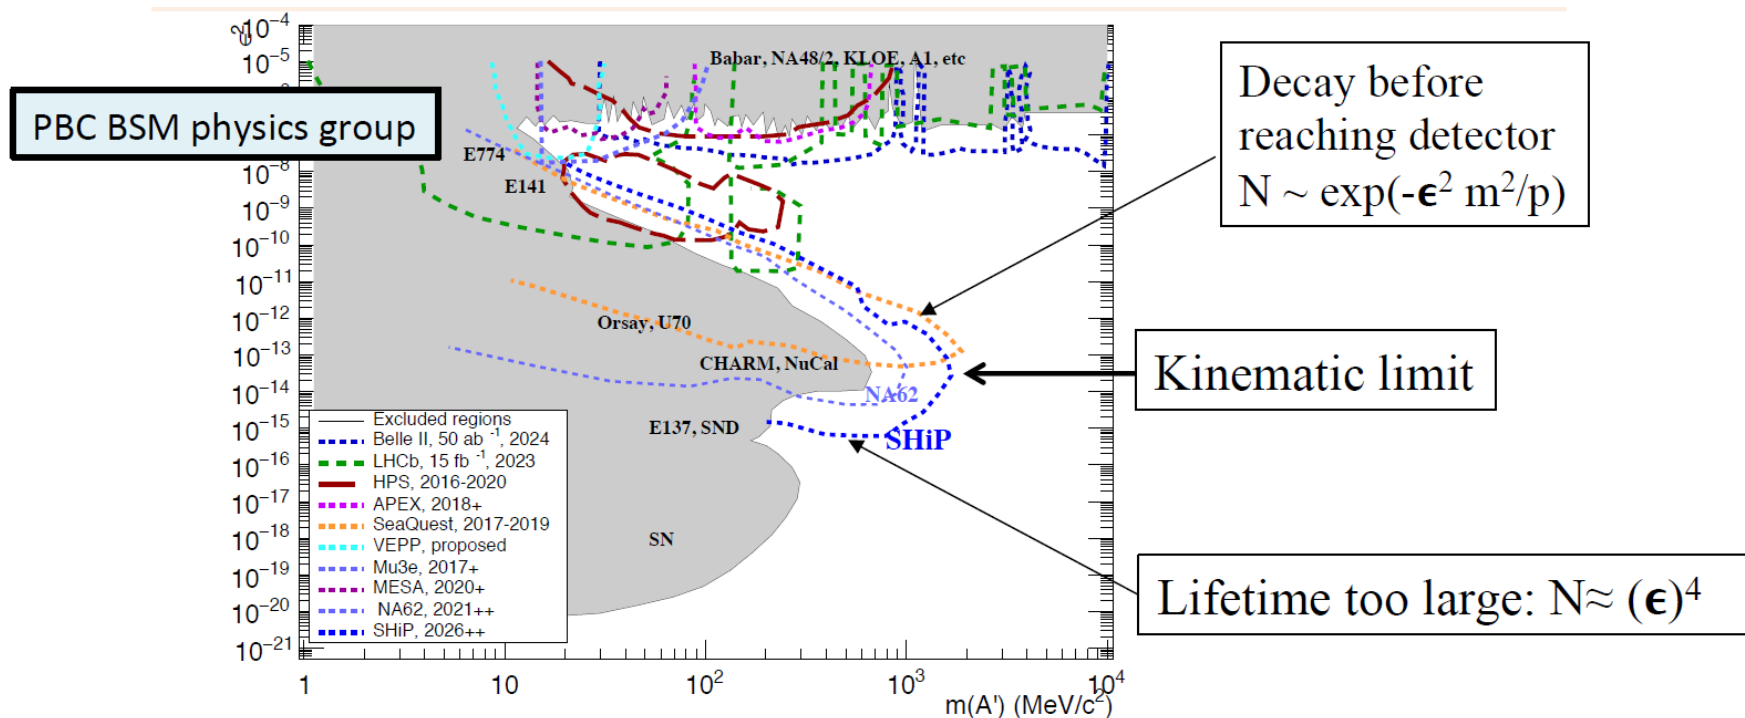 10⁻⁴
ϵ²
10⁻⁵
Babar, NA48/2, KLOE, A1, etc
PBC BSM physics group
10⁻⁸
E774
E141
10⁻⁹
10⁻¹⁰
10⁻¹¹
10⁻¹²
Orsay, U70
10⁻¹³
CHARM, NuCal
10⁻¹⁴
NA62
10⁻¹⁵
E137, SND
SHiP
10⁻¹⁶
10⁻¹⁷
10⁻¹⁸
SN
10⁻¹⁹
10⁻²⁰
10⁻²¹
Excluded regions
Belle II, 50 ab ⁻¹, 2024
LHCb, 15 fb ⁻¹, 2023
HPS, 2016-2020
APEX, 2018+
SeaQuest, 2017-2019
VEPP, proposed
Mu3e, 2017+
MESA, 2020+
NA62, 2021++
SHiP, 2026++
1
10
10²
10³
10⁴
m(A') (MeV/c²)
Decay before
reaching detector
N ~ exp(-ϵ² m²/p)
Kinematic limit
Lifetime too large: N≈ (ϵ)⁴